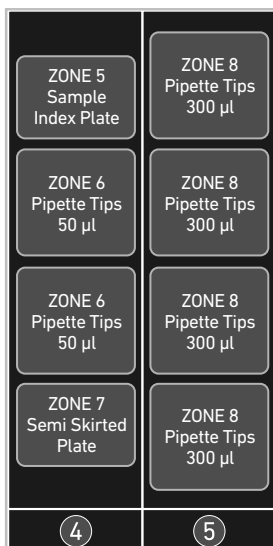 ZONE 5
Sample
Index Plate
ZONE 6
Pipette Tips
50 µl
ZONE 6
Pipette Tips
50 µl
ZONE 7
Semi Skirted
Plate
4
ZONE 8
Pipette Tips
300 µl
ZONE 8
Pipette Tips
300 µl
ZONE 8
Pipette Tips
300 µl
ZONE 8
Pipette Tips
300 µl
5